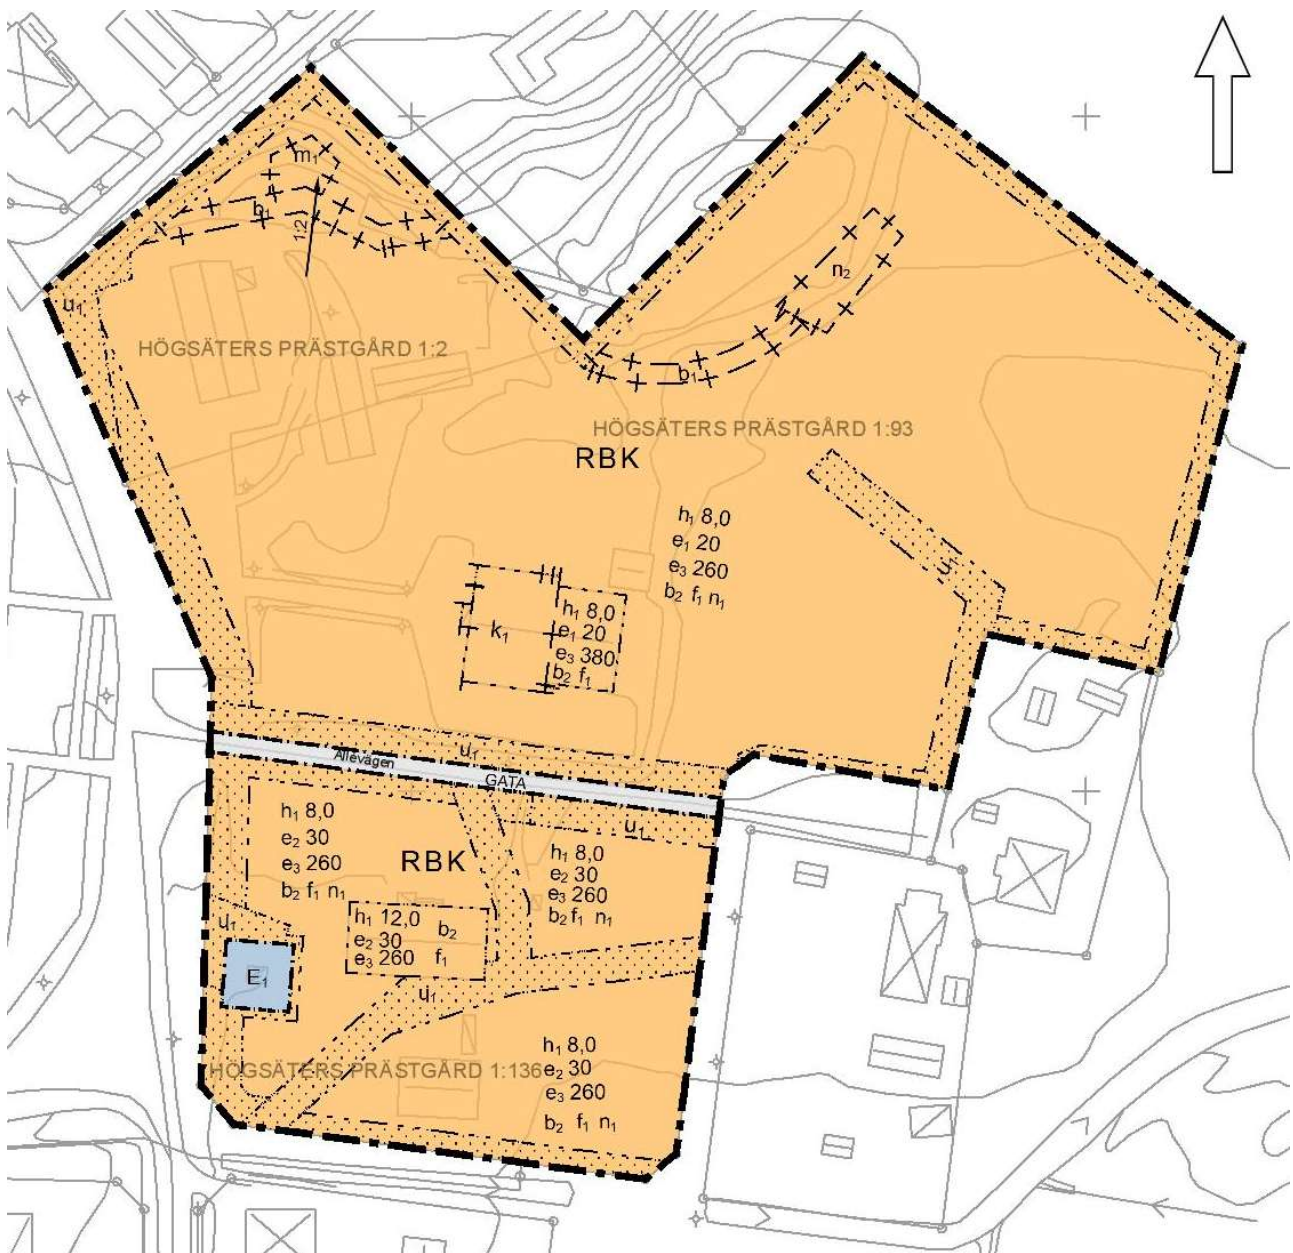 m₁
b₁
1:2
n₂
u₁
HÖGSÄTERS PRÄSTGÅRD 1:2
b₁
HÖGSÄTERS PRÄSTGÅRD 1:93
RBK
h₁ 8,0
e₁ 20
e₃ 260
b₂ f₁ n₁
u₁
k₁
h₁ 8,0
e₁ 20
e₃ 380
b₂ f₁
u₁
Allévägen
GATA
h₁ 8,0
e₂ 30
e₃ 260
b₂ f₁ n₁
RBK
u₁
h₁ 8,0
e₂ 30
e₃ 260
b₂ f₁ n₁
u₁
h₁ 12,0 b₂
e₂ 30
e₃ 260 f₁
E₁
u₁
h₁ 8,0
HÖGSÄTERS PRÄSTGÅRD 1:136
e₂ 30
e₃ 260
b₂ f₁ n₁